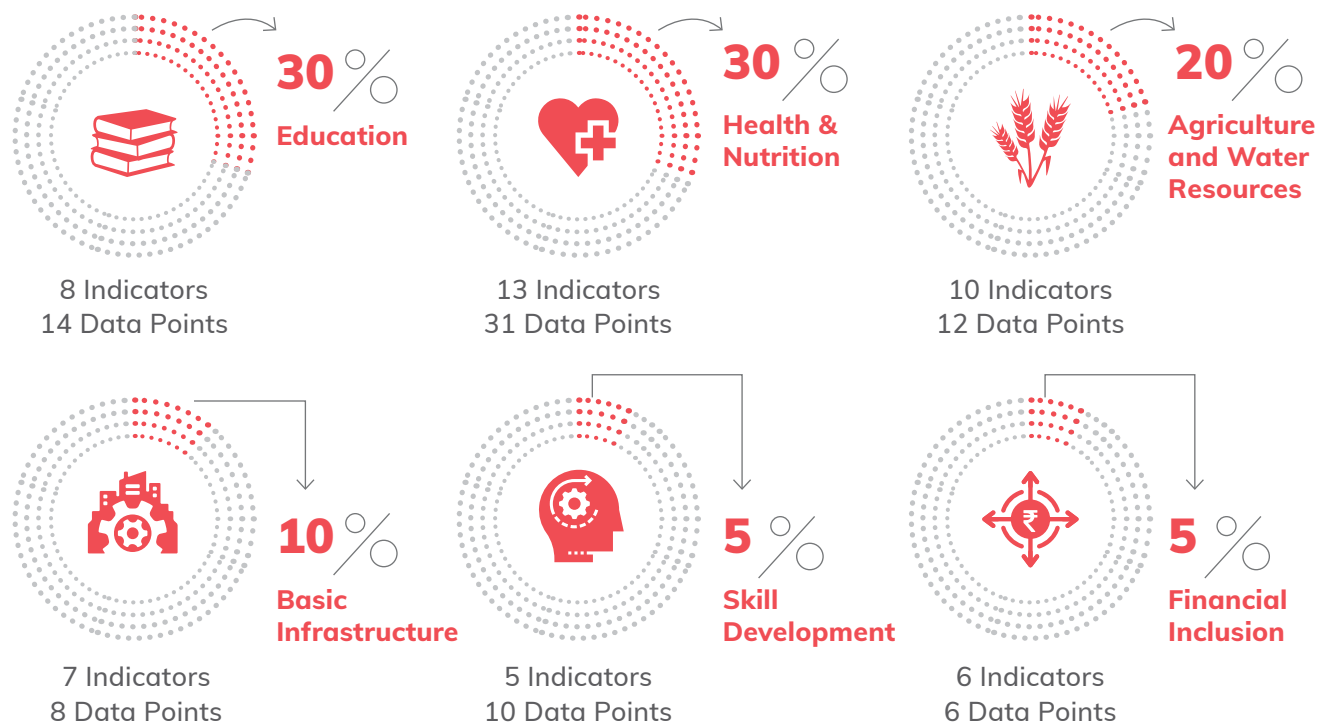 30%
Education
8 Indicators
14 Data Points
30%
Health &
Nutrition
13 Indicators
31 Data Points
20%
Agriculture
and Water
Resources
10 Indicators
12 Data Points
10%
Basic
Infrastructure
7 Indicators
8 Data Points
5%
Skill
Development
5 Indicators
10 Data Points
₹
5%
Financial
Inclusion
6 Indicators
6 Data Points